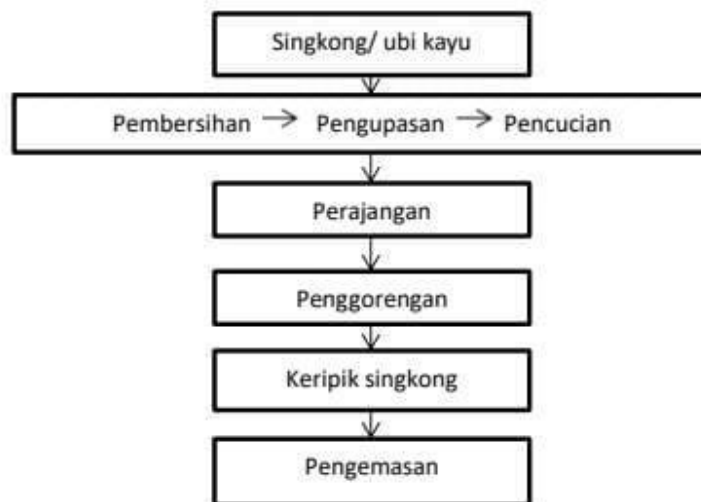 Singkong/ ubi kayu
Pembersihan → Pengupasan → Pencucian
Perajangan
Penggorengan
Keripik singkong
Pengemasan